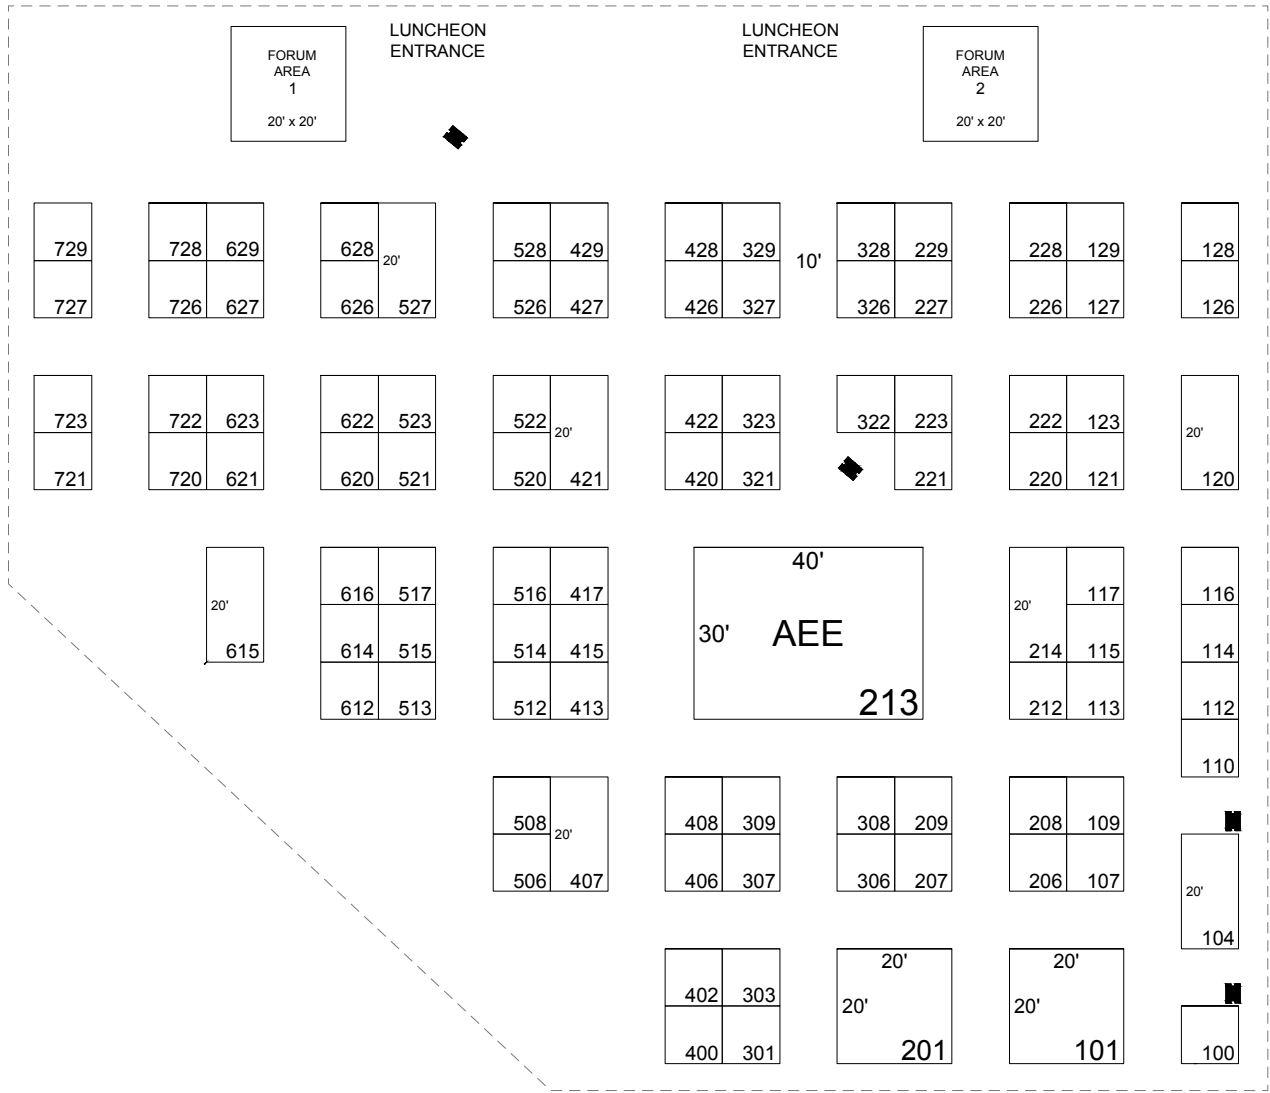 LUNCHEON
ENTRANCE
LUNCHEON
ENTRANCE
FORUM
AREA
1
20' x 20'
FORUM
AREA
2
20' x 20'
729 728 629 628 528 429 428 329 328 229 228 129 128
20' 10'
727 726 627 626 527 526 427 426 327 326 227 226 127 126
723 722 623 622 523 522 422 323 322 223 222 123
20' 20'
721 720 621 620 521 520 421 420 321 221 220 121 120
40'
616 517 516 417 117 116
20' 30' AEE 20'
615 614 515 514 415 214 115 114
612 513 512 413 213 212 113 112
110
508 408 309 308 209 208 109
20'
506 407 406 307 306 207 206 107
20'
104
20' 20'
402 303 20' 20'
400 301 201 101 100